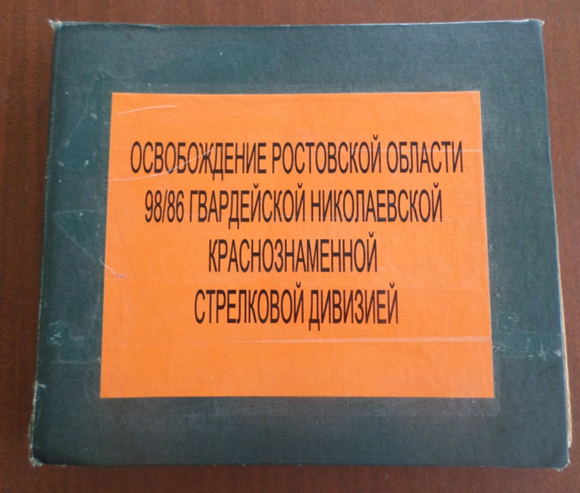 ОСВОБОЖДЕНИЕ РОСТОВСКОЙ ОБЛАСТИ
98/86 ГВАРДЕЙСКОЙ НИКОЛАЕВСКОЙ
КРАСНОЗНАМЕННОЙ
СТРЕЛКОВОЙ ДИВИЗИЕЙ